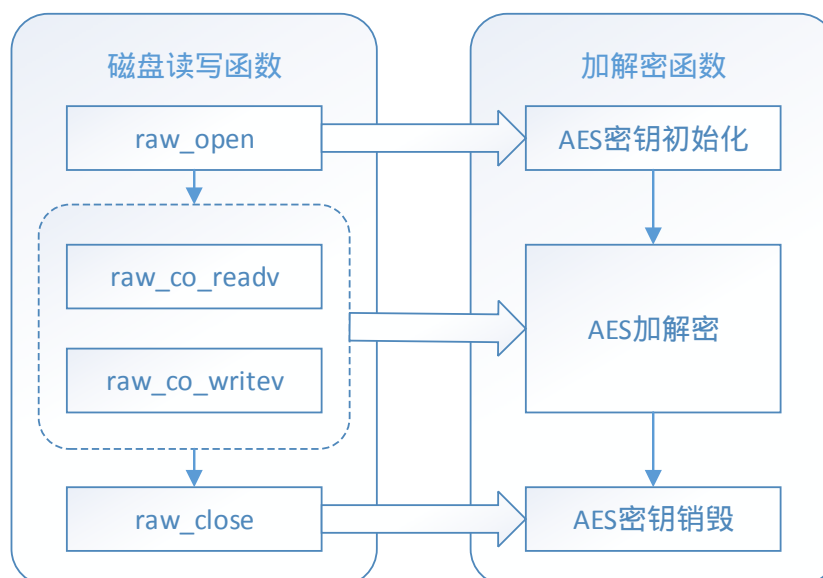 磁盘读写函数
raw_open
raw_co_readv
raw_co_writev
raw_close
加解密函数
AES密钥初始化
AES加解密
AES密钥销毁